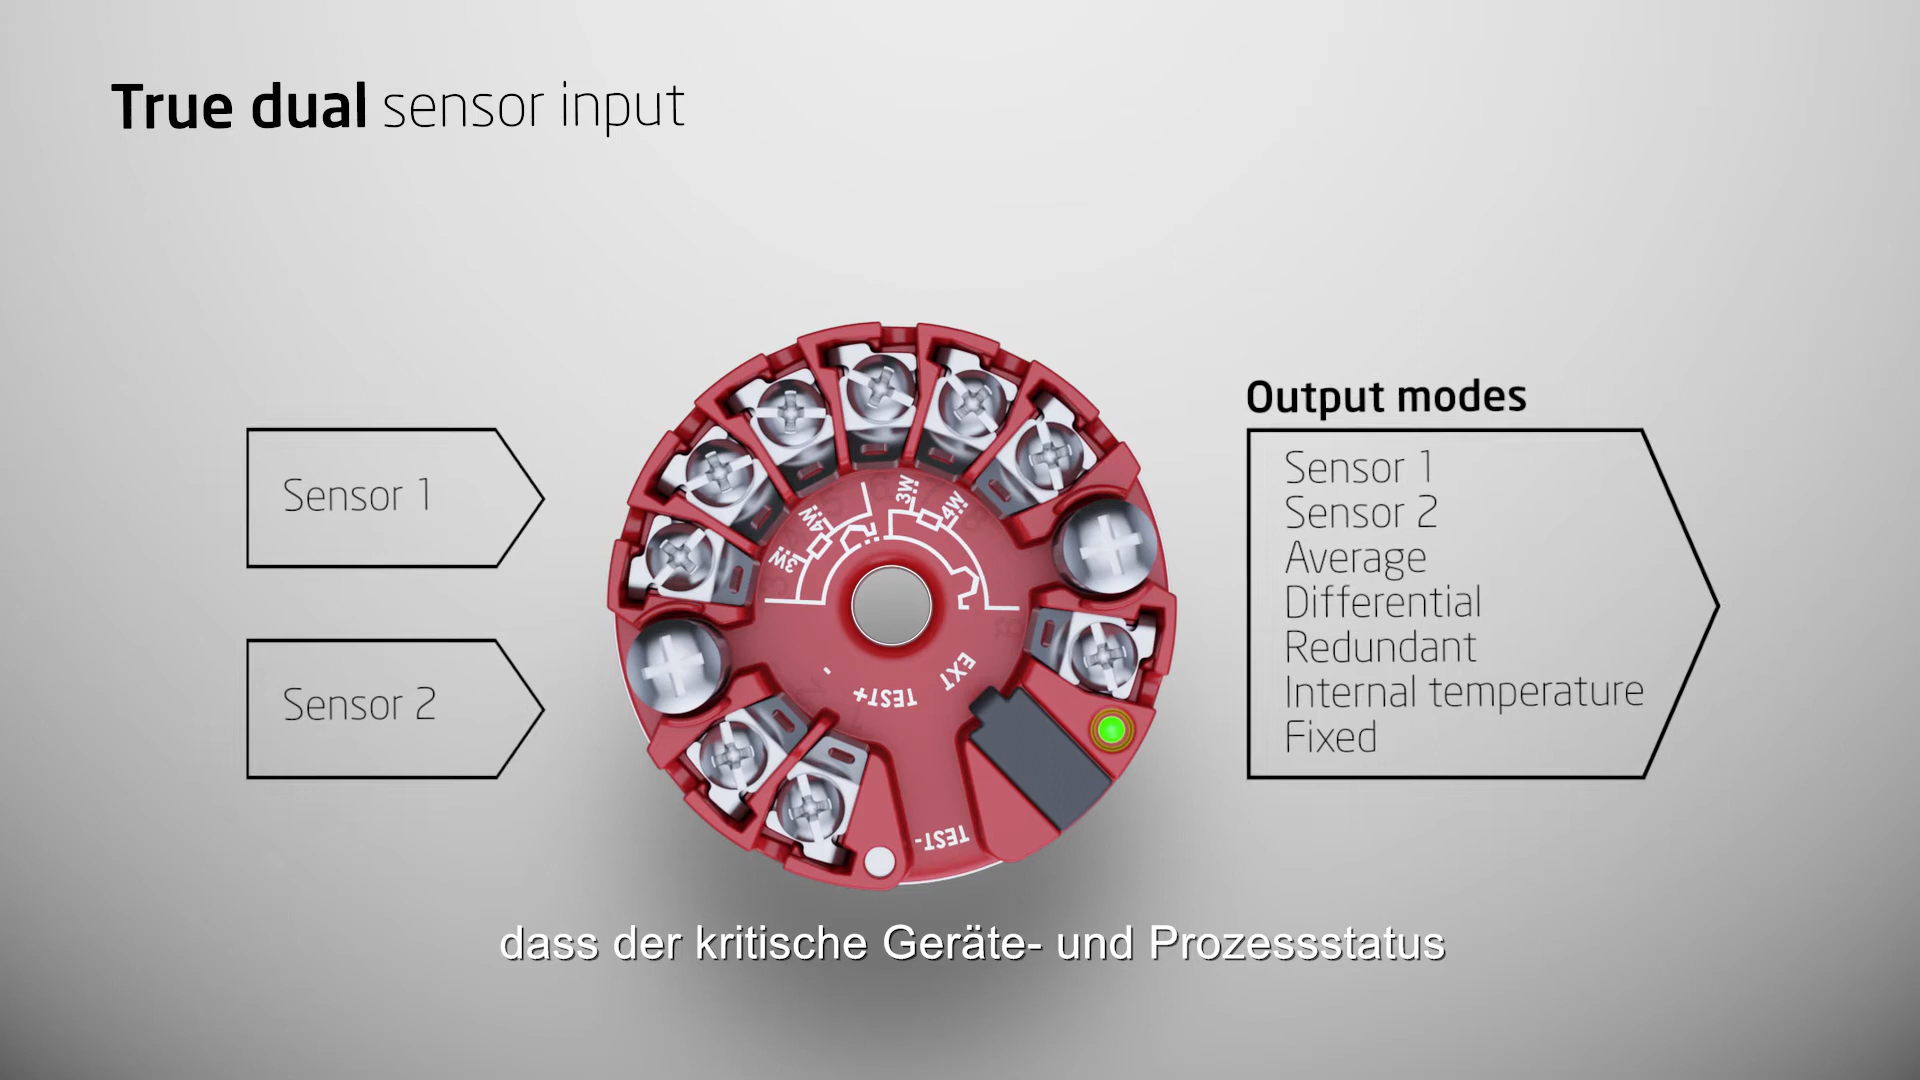 True dual sensor input
Sensor 1
Sensor 2
Output modes
Sensor 1
Sensor 2
Average
Differential
Redundant
Internal temperature
Fixed
3W
4W
3W
4W
-
TEST+
EXT
TEST-
dass der kritische Geräte- und Prozessstatus